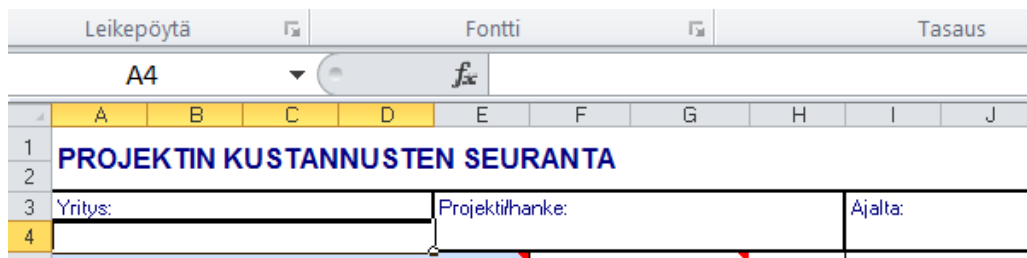 Leikepöytä Fontti Tasaus
A4 fx
A B C D E F G H I J
1 PROJEKTIN KUSTANNUSTEN SEURANTA
2
3 Yritys: Projekti/hanke: Ajalta:
4